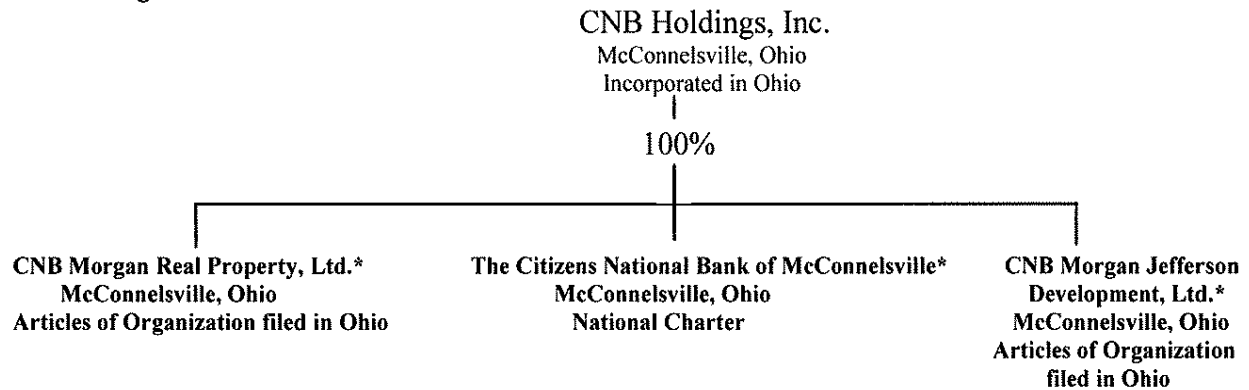 CNB Holdings, Inc.
McConnelsville, Ohio
Incorporated in Ohio
100%
CNB Morgan Real Property, Ltd.*
McConnelsville, Ohio
Articles of Organization filed in Ohio
The Citizens National Bank of McConnelsville*
McConnelsville, Ohio
National Charter
CNB Morgan Jefferson
Development, Ltd.*
McConnelsville, Ohio
Articles of Organization
filed in Ohio